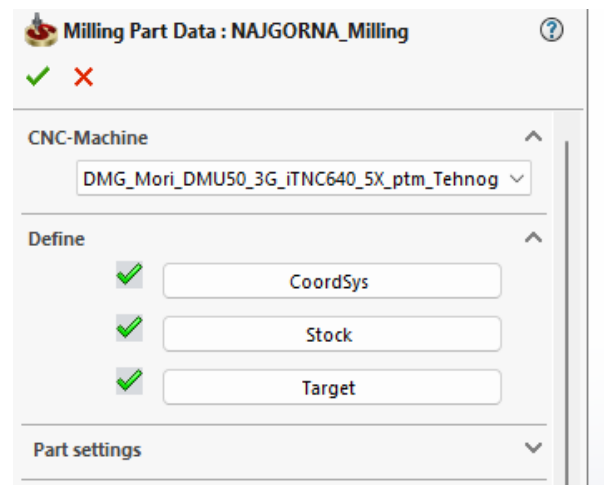 Milling Part Data : NAJGORNA_Milling
CNC-Machine
DMG_Mori_DMU50_3G_iTNC640_5X_ptm_Tehnog
Define
CoordSys
Stock
Target
Part settings